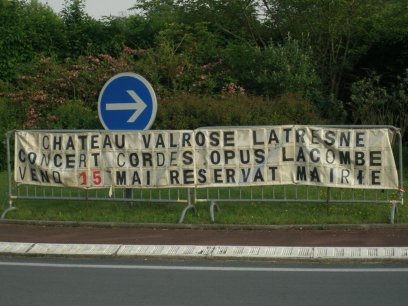 CHATEAU VALROSE LATRESNE
CONCERT CORDES OPUS LACOMBE
VEND 15 MAI RESERVAT MAIRIE